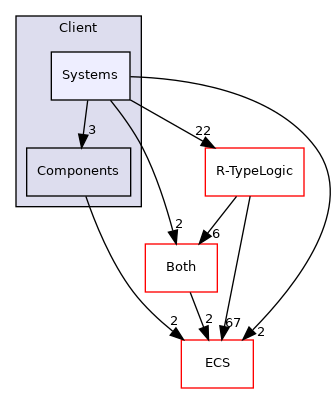 Client
Systems
3
22
Components
R-TypeLogic
2
6
Both
2
2
67
2
ECS